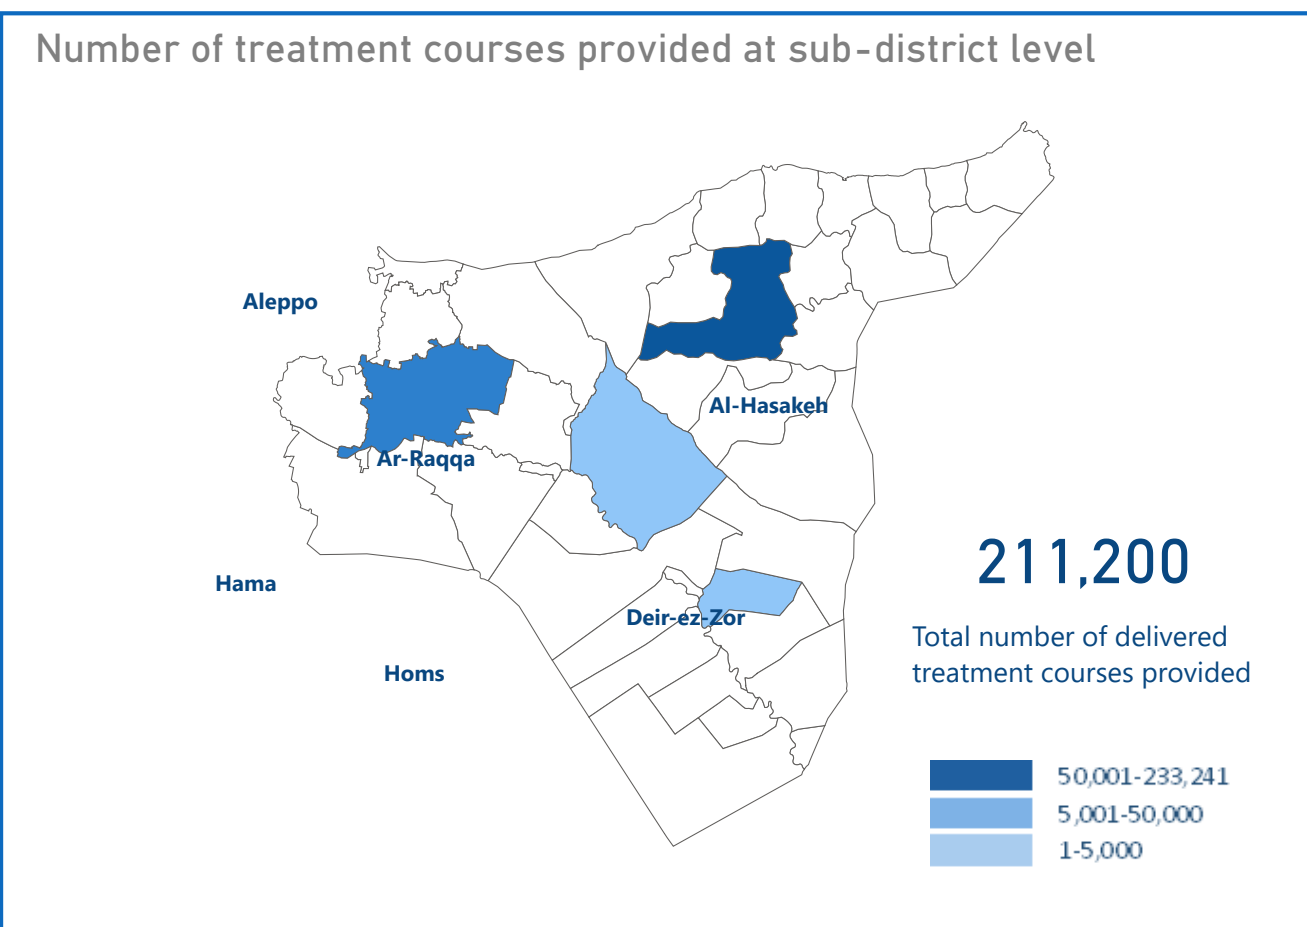 Number of treatment courses provided at sub-district level
Aleppo
Al-Hasakeh
Ar-Raqqa
Hama
Deir-ez-Zor
Homs
211,200
Total number of delivered
treatment courses provided
50,001-233,241
5,001-50,000
1-5,000